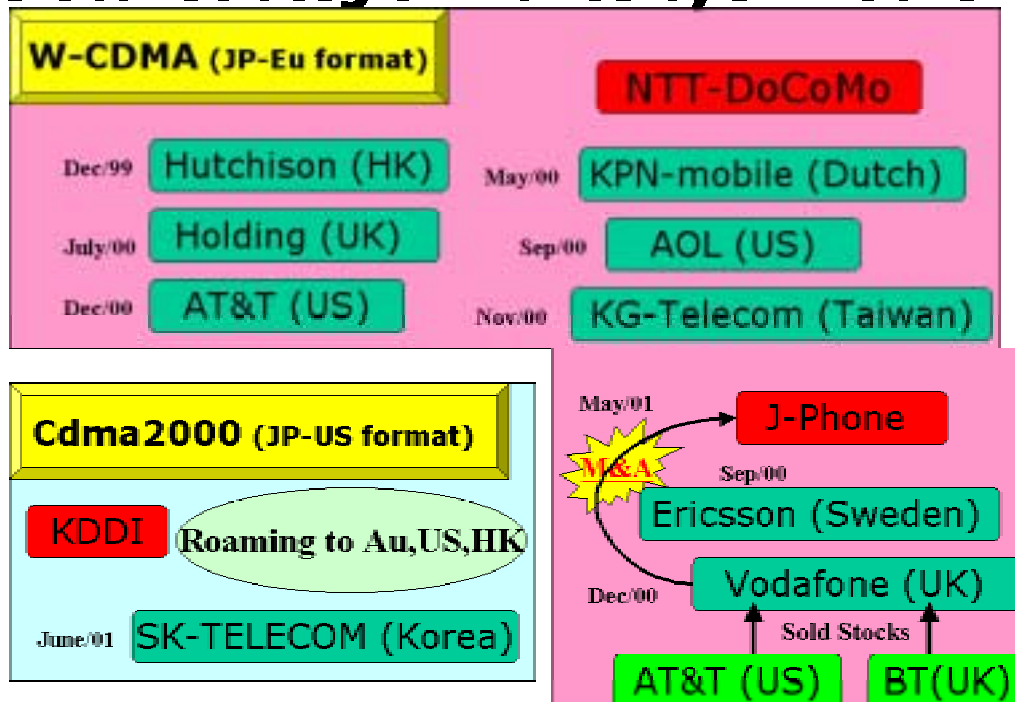 W-CDMA (JP-Eu format)
NTT-DoCoMo
Dec/99 Hutchison (HK)
May/00 KPN-mobile (Dutch)
July/00 Holding (UK)
Sep/00 AOL (US)
Dec/00 AT&T (US)
Nov/00 KG-Telecom (Taiwan)
Cdma2000 (JP-US format)
KDDI
Roaming to Au,US,HK
June/01 SK-TELECOM (Korea)
May/01
J-Phone
M&A
Sep/00
Ericsson (Sweden)
Dec/00
Vodafone (UK)
Sold Stocks
AT&T (US)
BT(UK)